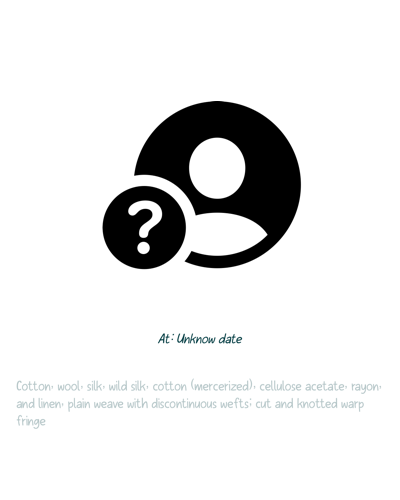 ?
At: Unknow date
Cotton, wool, silk, wild silk, cotton (mercerized), cellulose acetate, rayon,
and linen; plain weave with discontinuous wefts; cut and knotted warp
fringe